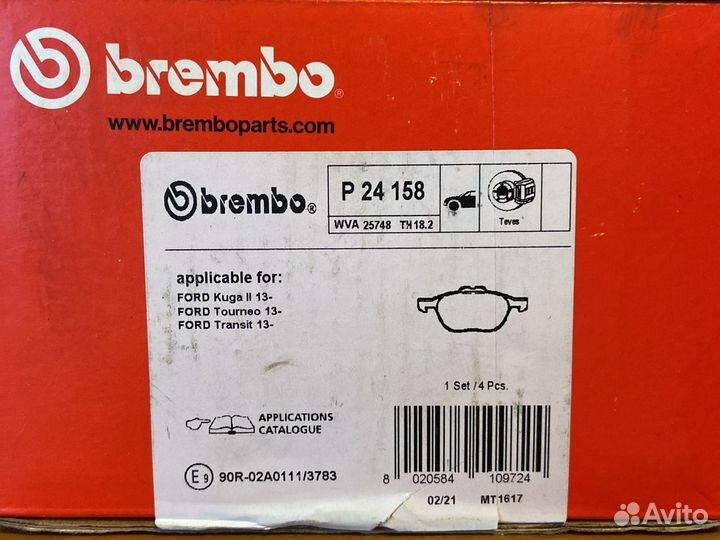 brembo®
www.bremboparts.com
brembo®
P 24 158
WVA 25748 TH 18.2
Teves
applicable for:
FORD Kuga II 13-
FORD Tourneo 13-
FORD Transit 13-
1 Set / 4 Pcs.
APPLICATIONS
CATALOGUE
E9 90R-02A0111/3783
8 020584 109724
02/21 MT1617
Avito